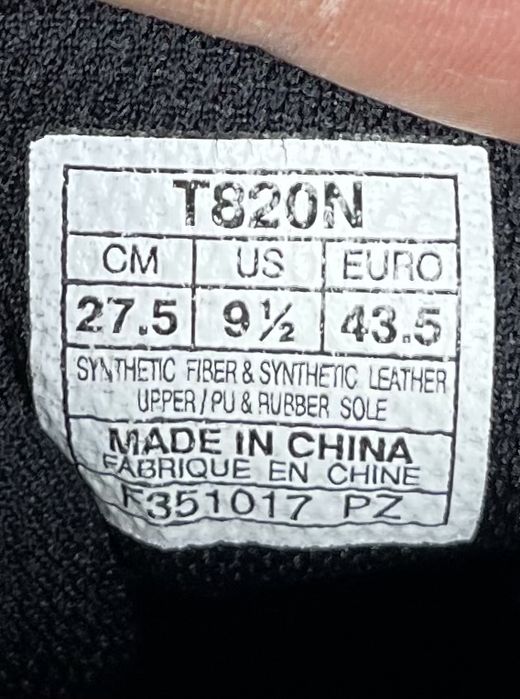 T820N
CM US EURO
27.5 9½ 43.5
SYNTHETIC FIBER & SYNTHETIC LEATHER
UPPER / PU & RUBBER SOLE
MADE IN CHINA
FABRIQUE EN CHINE
F351017 PZ